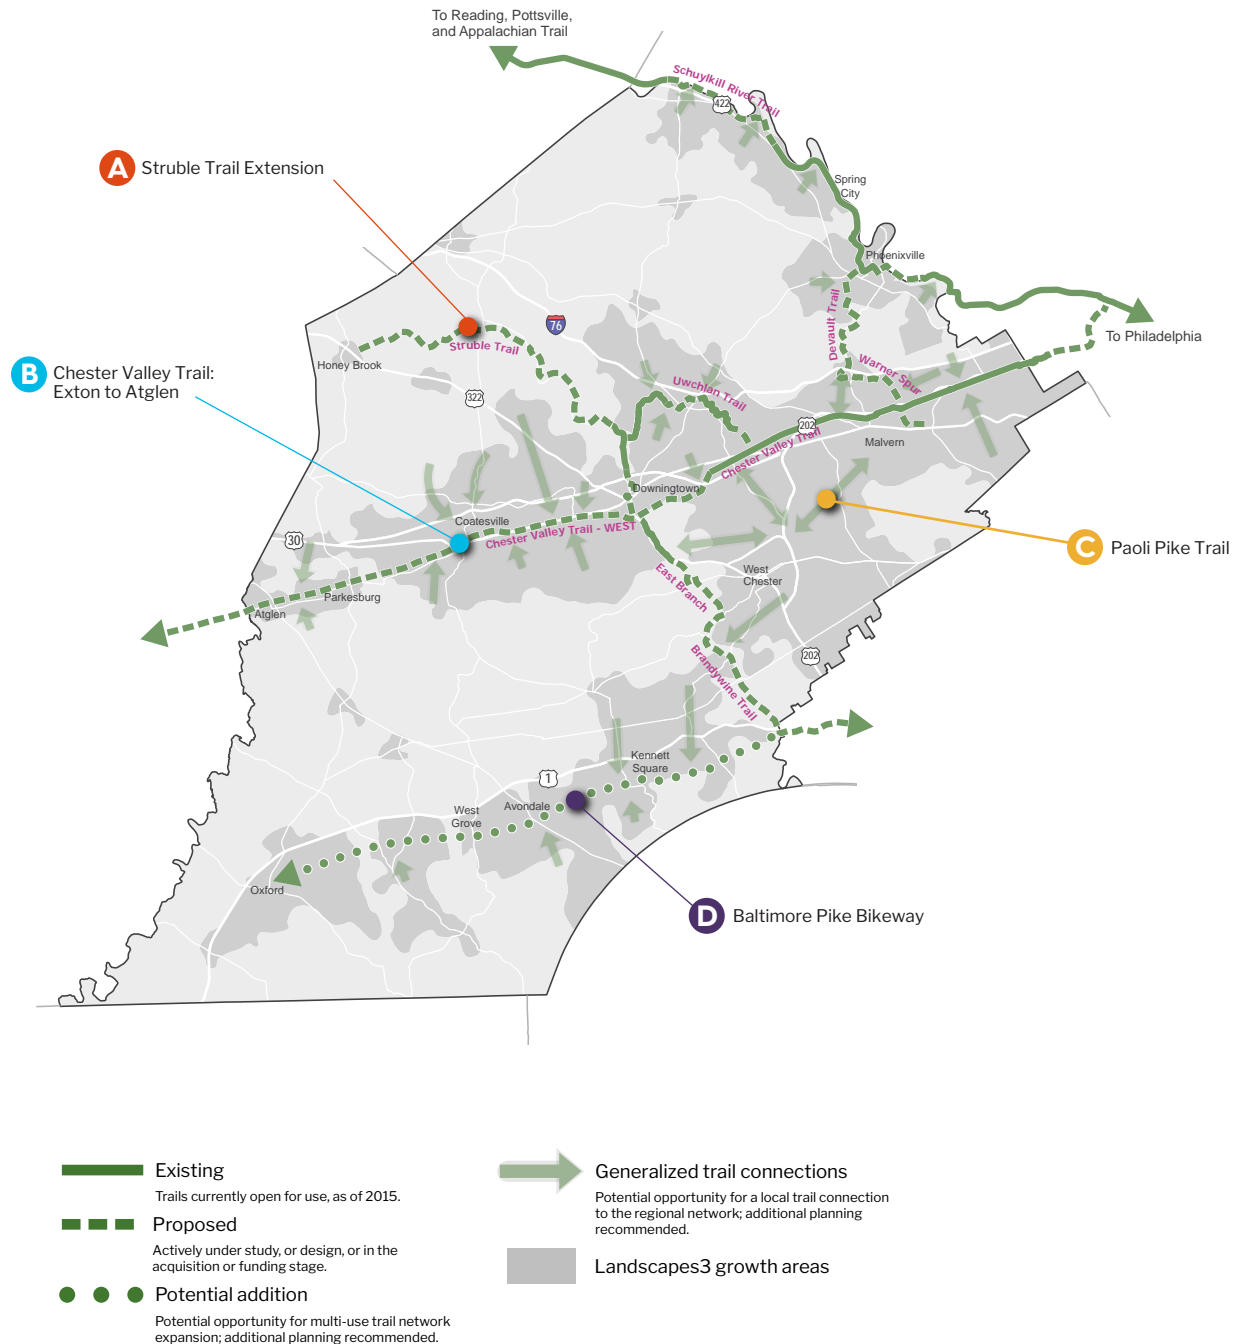 To Reading, Pottsville,
and Appalachian Trail
Schuylkill River Trail
422
A
Struble Trail Extension
Spring
City
Phoenixville
Devault Trail
To Philadelphia
76
Struble Trail
Honey Brook
B
Chester Valley Trail:
Exton to Atglen
Warner Spur
Uwchlan Trail
322
202
Chester Valley Trail
Malvern
Downingtown
Coatesville
Chester Valley Trail - WEST
30
C
Paoli Pike Trail
West
Chester
East Branch
Parkesburg
Atglen
202
Brandywine Trail
Kennett
Square
1
Avondale
West
Grove
Oxford
D
Baltimore Pike Bikeway
Existing
Trails currently open for use, as of 2015.
Proposed
Actively under study, or design, or in the
acquisition or funding stage.
Potential addition
Potential opportunity for multi-use trail network
expansion; additional planning recommended.
Generalized trail connections
Potential opportunity for a local trail connection
to the regional network; additional planning
recommended.
Landscapes3 growth areas